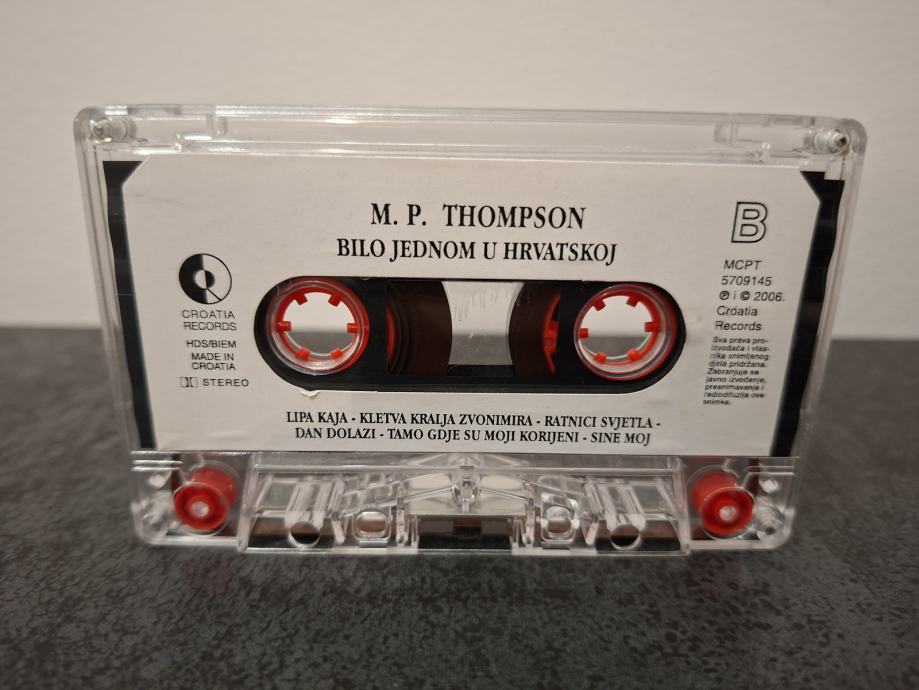 M. P. THOMPSON
BILO JEDNOM U HRVATSKOJ
B
MCPT
5709145
℗ i © 2006.
Croatia
Records
Sva prava pro-
izvođača i vlas-
nika snimljenog
djela pridržana.
Zabranjuje se
javno izvođenje,
presnimavanje i
radiodifuzija ove
snimke.
CROATIA
RECORDS
HDS/BIEM
MADE IN
CROATIA
STEREO
LIPA KAJA - KLETVA KRALJA ZVONIMIRA - RATNICI SVJETLA -
DAN DOLAZI - TAMO GDJE SU MOJI KORIJENI - SINE MOJ